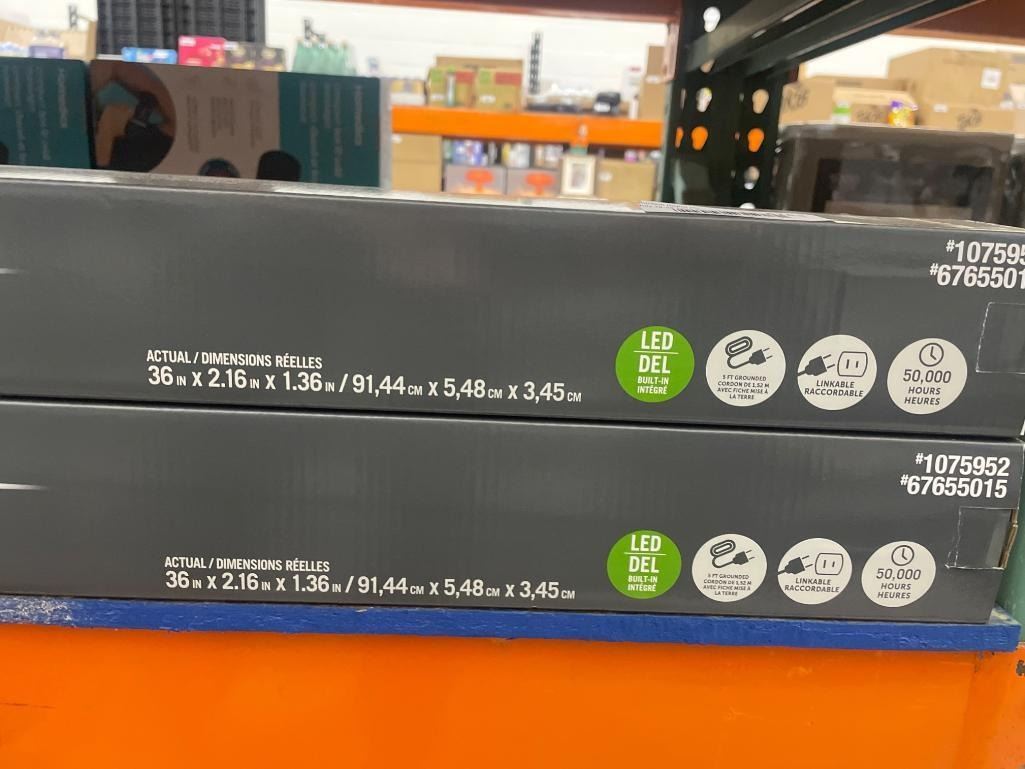 #107595
#6765501
ACTUAL / DIMENSIONS RÉELLES
36 IN X 2.16 IN X 1.36 IN / 91,44 CM X 5,48 CM X 3,45 CM
LED
DEL
BUILT-IN
INTÉGRÉ
5 FT GROUNDED
CORDON DE 1,52 M
AVEC FICHE MISE À
LA TERRE
LINKABLE
RACCORDABLE
50,000
HOURS
HEURES
#1075952
#67655015
ACTUAL / DIMENSIONS RÉELLES
36 IN X 2.16 IN X 1.36 IN / 91,44 CM X 5,48 CM X 3,45 CM
LED
DEL
BUILT-IN
INTÉGRÉ
5 FT GROUNDED
CORDON DE 1,52 M
AVEC FICHE MISE À
LA TERRE
LINKABLE
RACCORDABLE
50,000
HOURS
HEURES